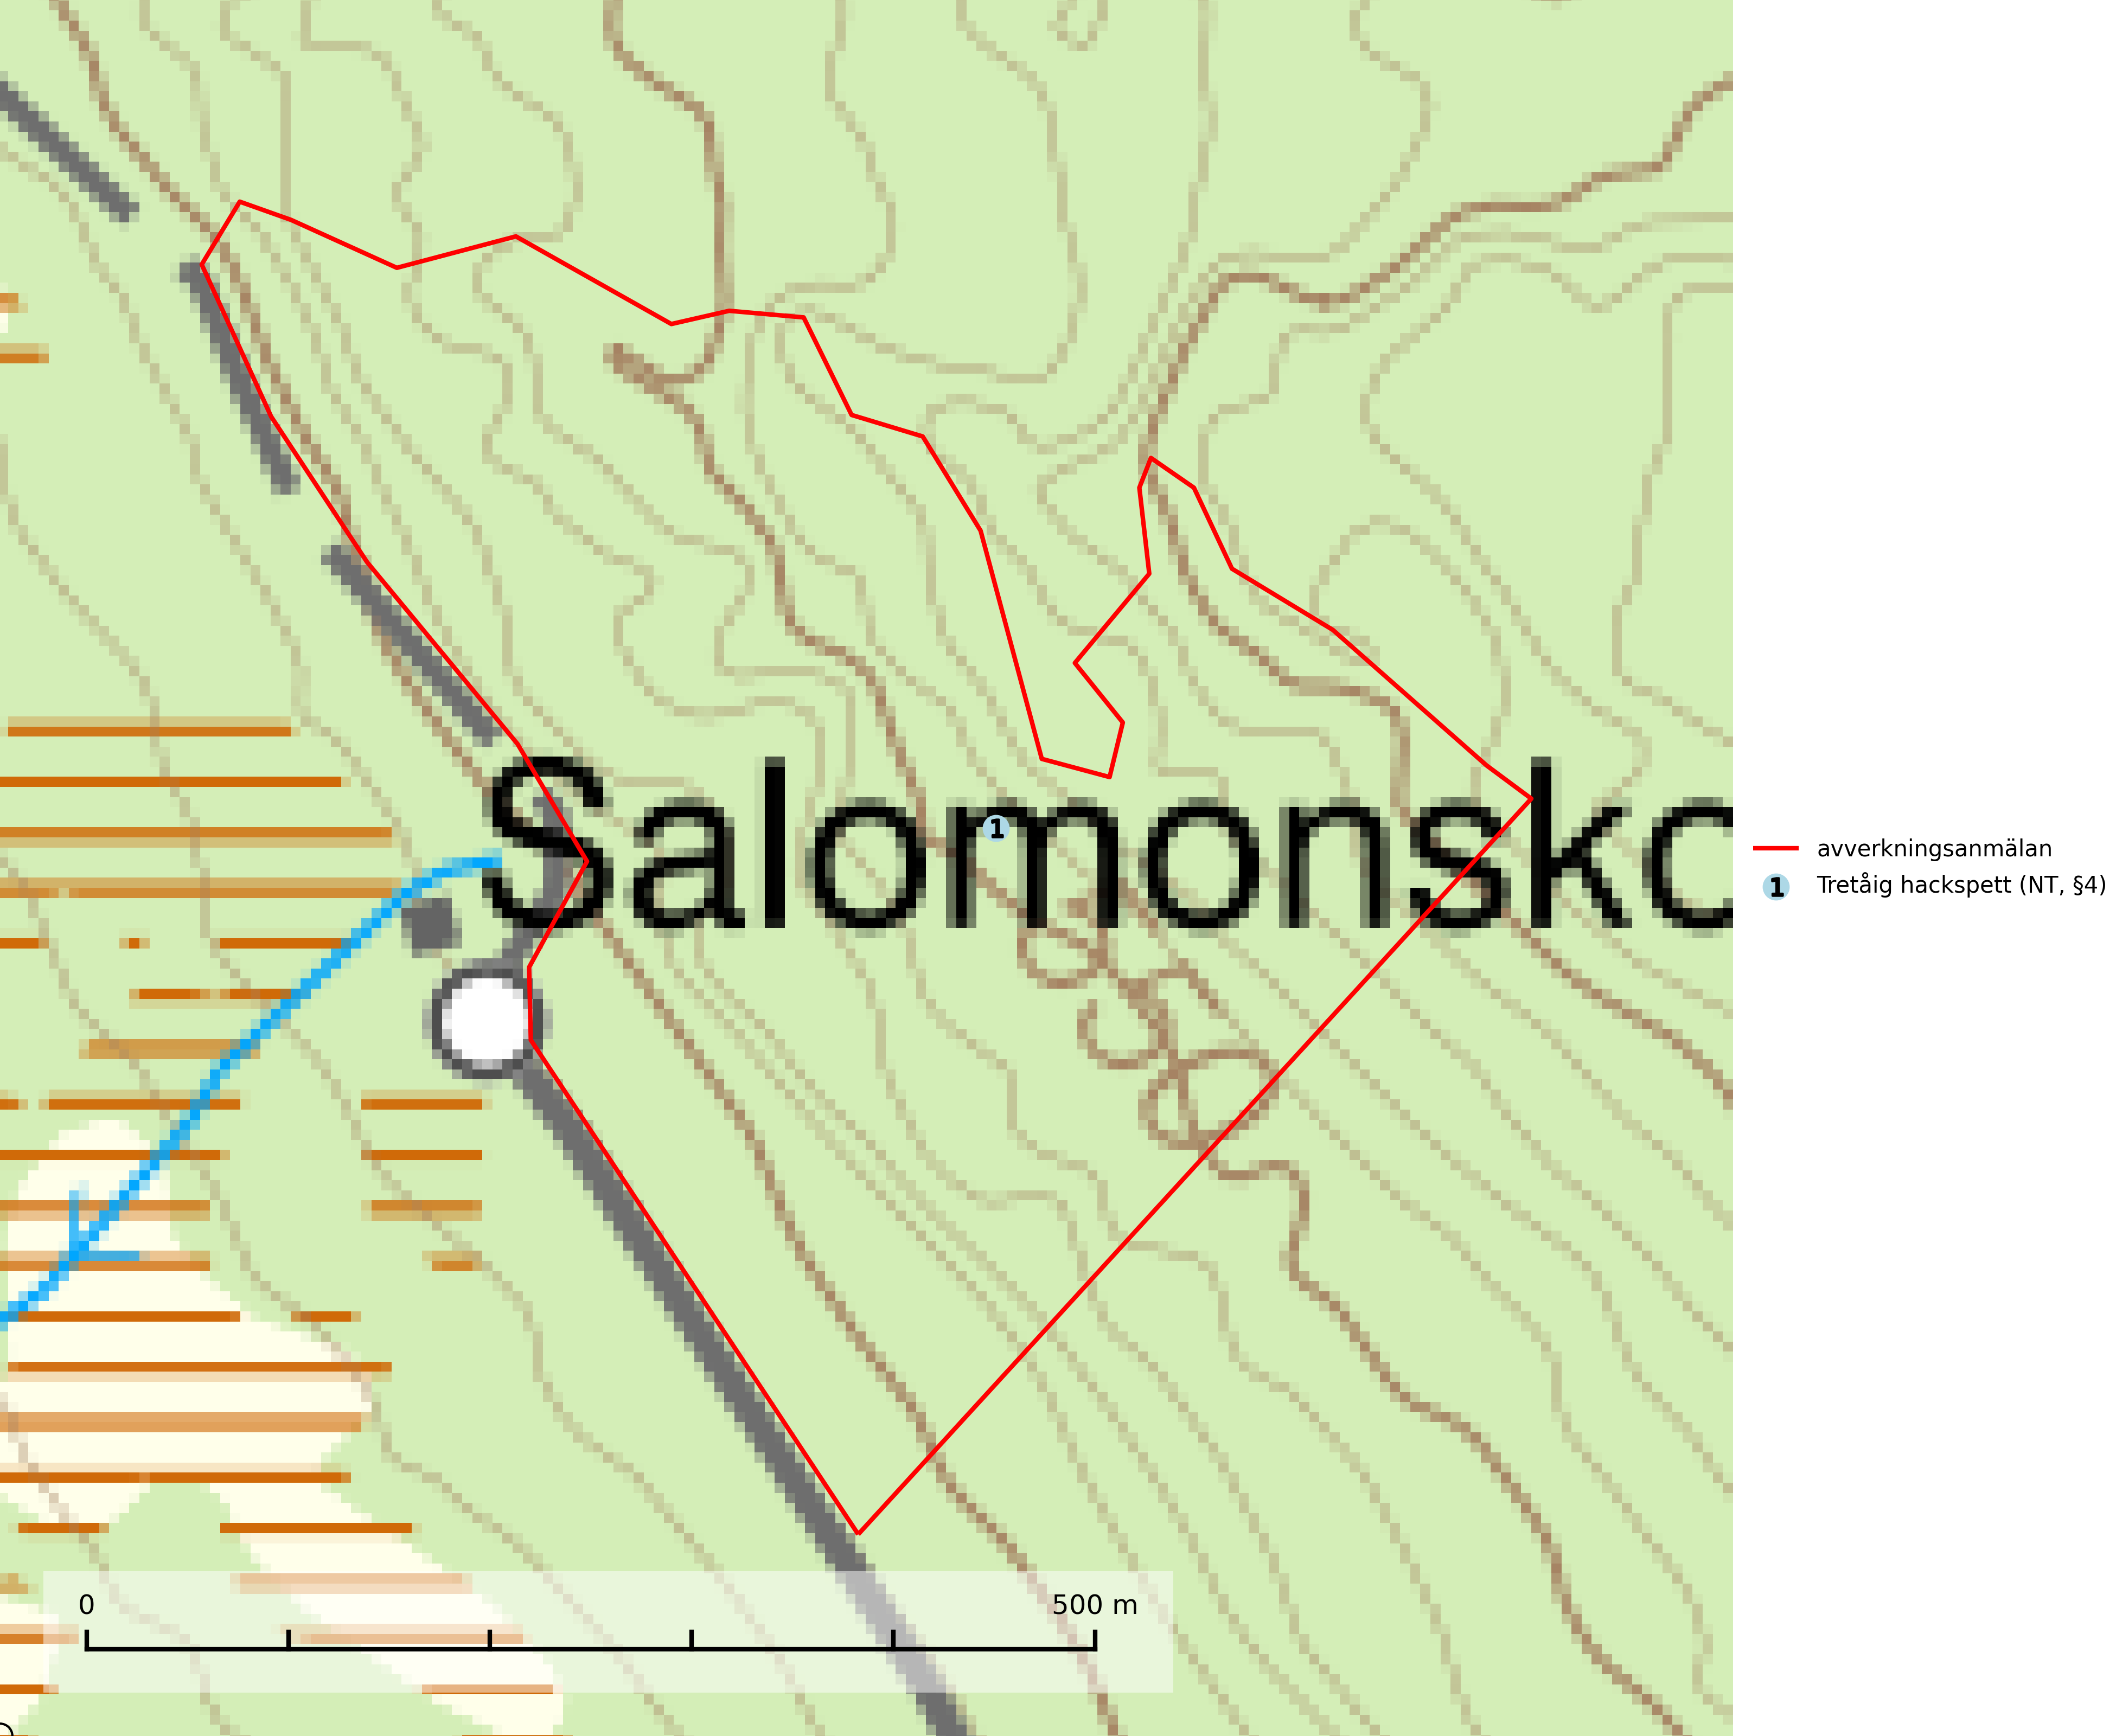 Salomonsko
1
avverkningsanmälan
1 Tretåig hackspett (NT, §4)
0 500 m